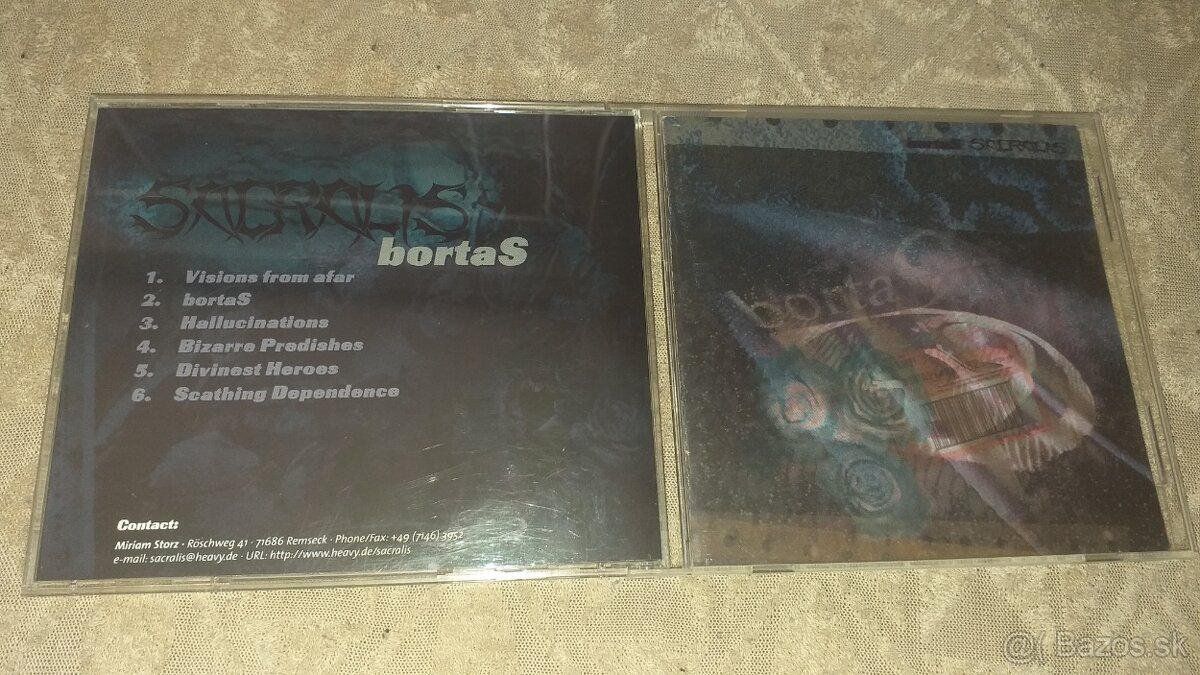 SACRALIS
bortaS
1. Visions from afar
2. bortaS
3. Hallucinations
4. Bizarre Predishes
5. Divinest Heroes
6. Scathing Dependence
Contact:
Miriam Storz · Röschweg 41 · 71686 Remseck · Phone/Fax: +49 (7146) 3952
e-mail: sacralis@heavy.de · URL: http://www.heavy.de/sacralis
SACRALIS
bortaS
Bazos.sk